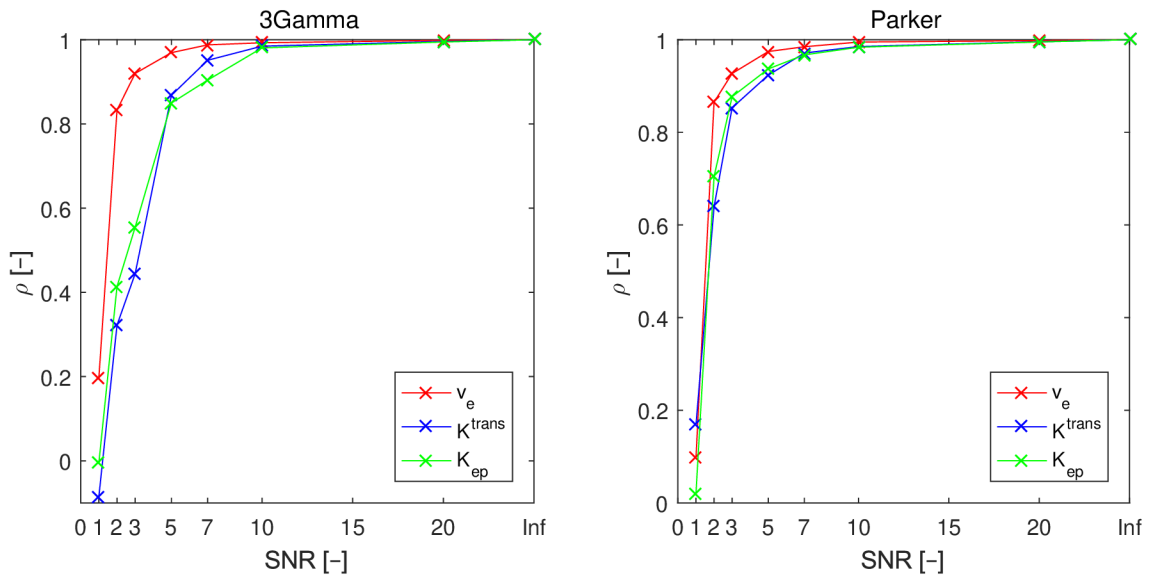 3Gamma
1
0.8
0.6
0.4
0.2
0
ρ [-]
0 1 2 3 5 7 10 15 20 Inf
SNR [-]
v_e
K^trans
K_ep
Parker
1
0.8
0.6
0.4
0.2
0
ρ [-]
0 1 2 3 5 7 10 15 20 Inf
SNR [-]
v_e
K^trans
K_ep